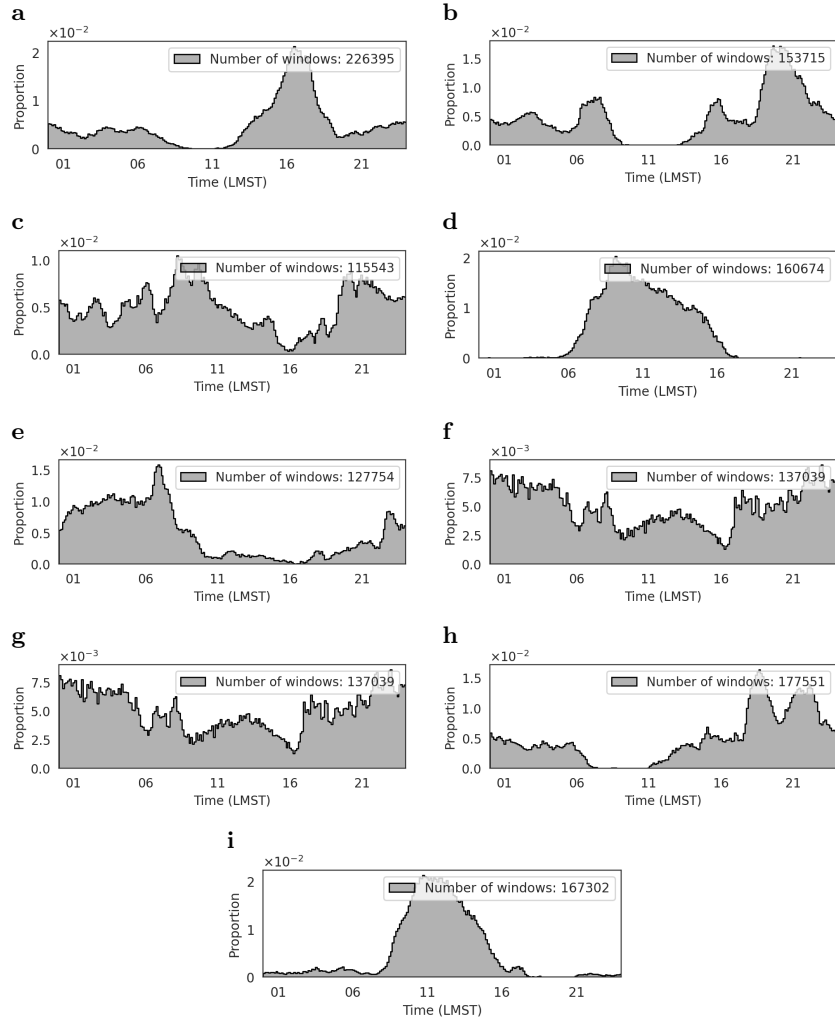 a
×10⁻²
Number of windows: 226395
Proportion
2
1
0
01 06 11 16 21
Time (LMST)
b
×10⁻²
Number of windows: 153715
Proportion
1.5
1.0
0.5
0.0
01 06 11 16 21
Time (LMST)
c
×10⁻²
Number of windows: 115543
Proportion
1.0
0.5
0.0
01 06 11 16 21
Time (LMST)
d
×10⁻²
Number of windows: 160674
Proportion
2
1
0
01 06 11 16 21
Time (LMST)
e
×10⁻²
Number of windows: 127754
Proportion
1.5
1.0
0.5
0.0
01 06 11 16 21
Time (LMST)
f
×10⁻³
Number of windows: 137039
Proportion
7.5
5.0
2.5
0.0
01 06 11 16 21
Time (LMST)
g
×10⁻³
Number of windows: 137039
Proportion
7.5
5.0
2.5
0.0
01 06 11 16 21
Time (LMST)
h
×10⁻²
Number of windows: 177551
Proportion
1.5
1.0
0.5
0.0
01 06 11 16 21
Time (LMST)
i
×10⁻²
Number of windows: 167302
Proportion
2
1
0
01 06 11 16 21
Time (LMST)